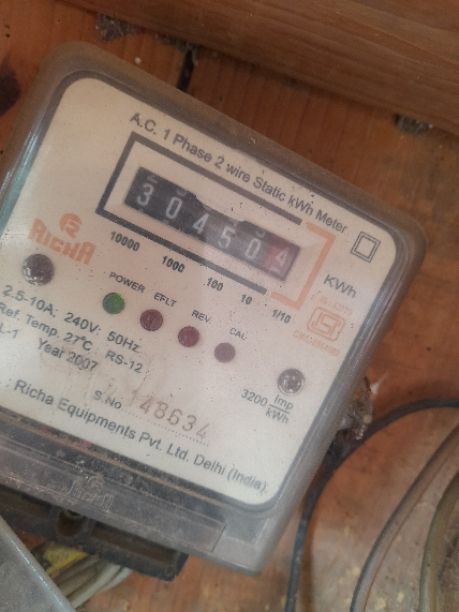 A.C. 1 Phase 2 wire Static kWh Meter
304504
10000 1000 100 10 1/10
KWh
RICHA
POWER EFLT REV. CAL
2.5-10A: 240V: 50Hz.
Ref. Temp. 27°C RS-12
L-1 Year 2007
3200 Imp/kWh
S.No 148634
Richa Equipments Pvt. Ltd. Delhi (India).